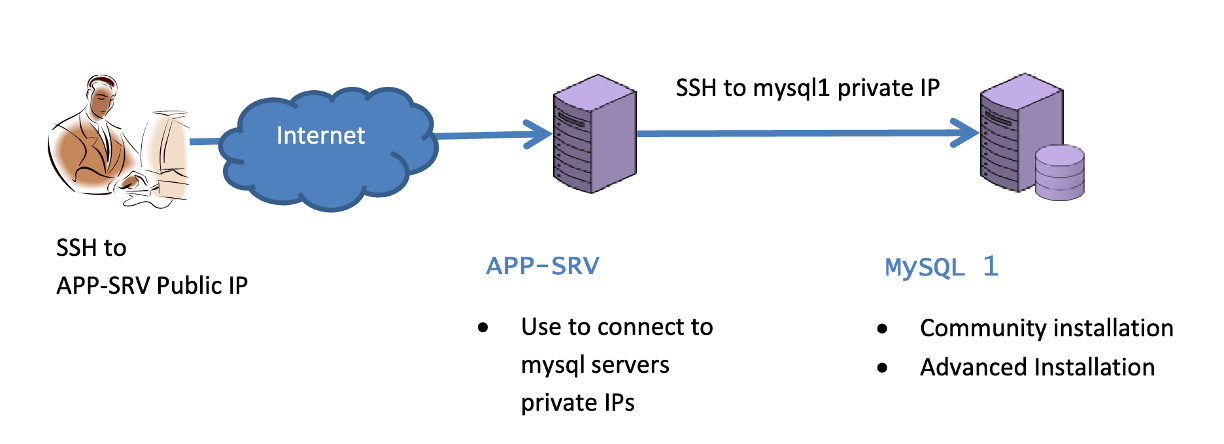 SSH to mysql1 private IP
Internet
SSH to
APP-SRV Public IP
APP-SRV
• Use to connect to
mysql servers
private IPs
MySQL 1
• Community installation
• Advanced Installation